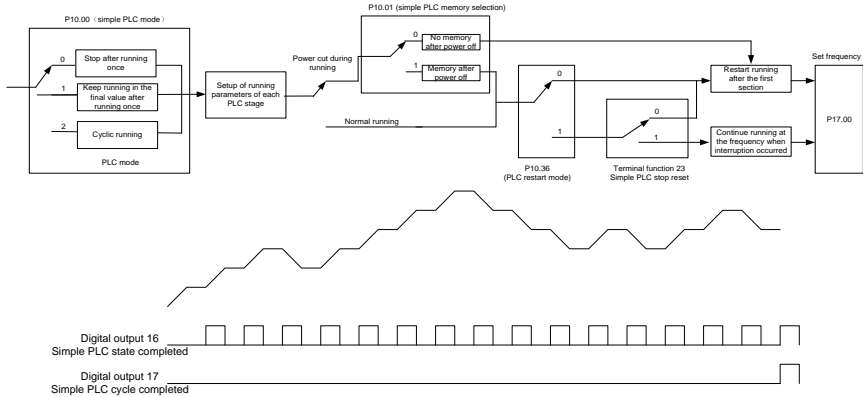 P10.00（simple PLC mode）
0
Stop after running
once
1
Keep running in the
final value after
running once
2
Cyclic running
PLC mode
Setup of running
parameters of each
PLC stage
Power cut during
running
Normal running
P10.01 (simple PLC memory selection)
0
No memory
after power off
1
Memory after
power off
0
1
P10.36
(PLC restart mode)
0
1
Terminal function 23
Simple PLC stop reset
Restart running
after the first
section
Continue running at
the frequency when
interruption occurred
Set frequency
P17.00
Digital output 16
Simple PLC state completed
Digital output 17
Simple PLC cycle completed